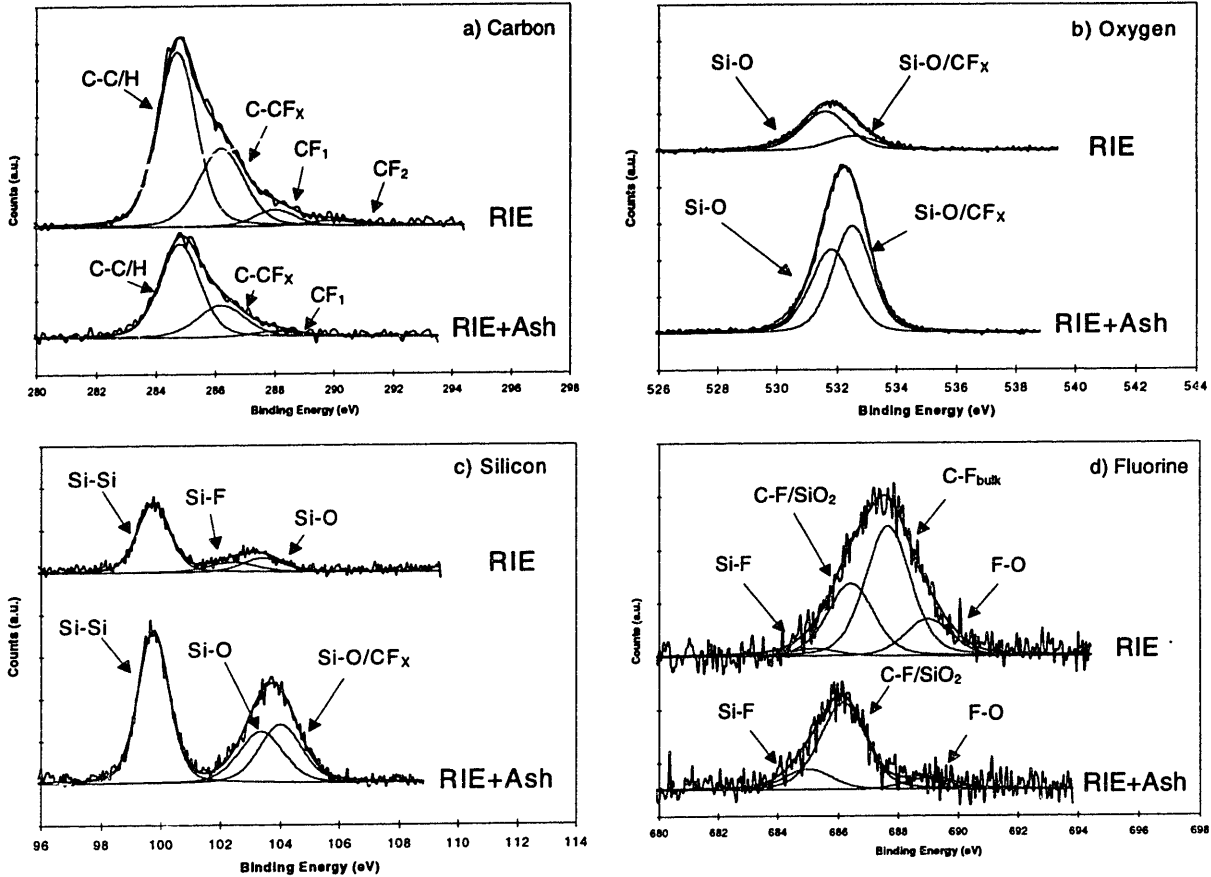 a) Carbon
C-C/H
C-CFX
CF1
CF2
RIE
C-C/H
C-CFX
CF1
RIE+Ash
Counts (a.u.)
280 282 284 286 288 290 292 294 296 298
Binding Energy (eV)
b) Oxygen
Si-O
Si-O/CFX
RIE
Si-O
Si-O/CFX
RIE+Ash
Counts (a.u.)
526 528 530 532 534 536 538 540 542 544
Binding Energy (eV)
c) Silicon
Si-Si
Si-F
Si-O
RIE
Si-Si
Si-O
Si-O/CFX
RIE+Ash
Counts (a.u.)
96 98 100 102 104 106 108 110 112 114
Binding Energy (eV)
d) Fluorine
C-F/SiO2
C-Fbulk
Si-F
F-O
RIE
C-F/SiO2
Si-F
F-O
RIE+Ash
Counts (a.u.)
680 682 684 686 688 690 692 694 696 698
Binding Energy (eV)